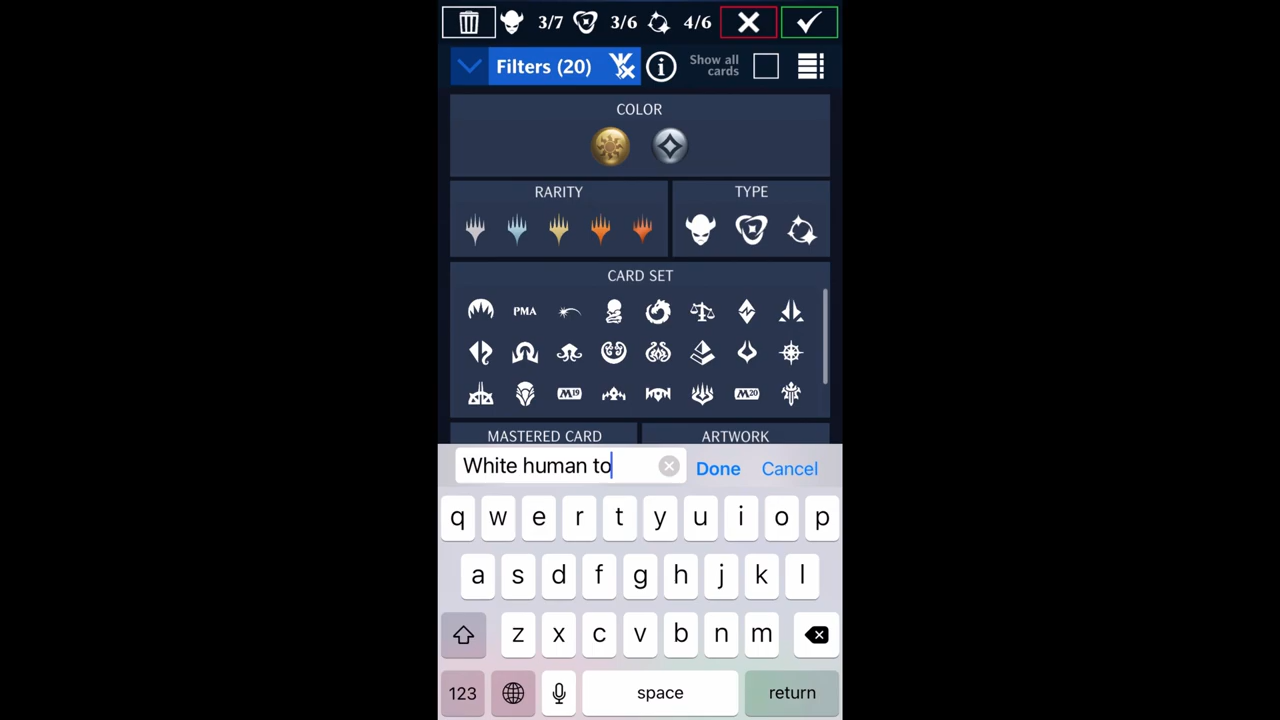 3/7 3/6 4/6
Filters (20) Show all cards
COLOR
RARITY TYPE
CARD SET
PMA
M19 M20
MASTERED CARD ARTWORK
White human to Done Cancel
q w e r t y u i o p
a s d f g h j k l
z x c v b n m
123 space return